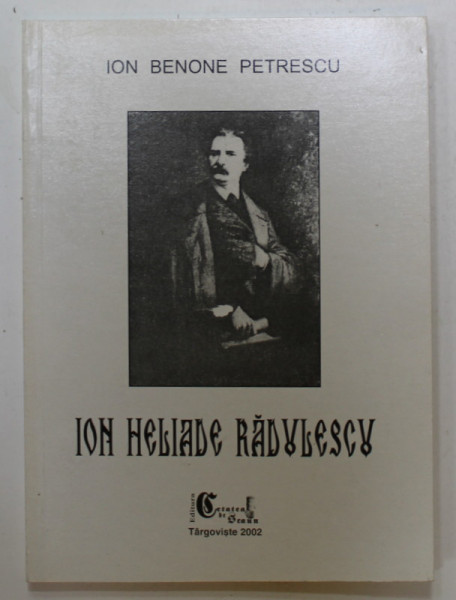 ION BENONE PETRESCU
ION HELIADE RĂDULESCU
Editura
Cetatea
de
Scaun
Târgoviște 2002